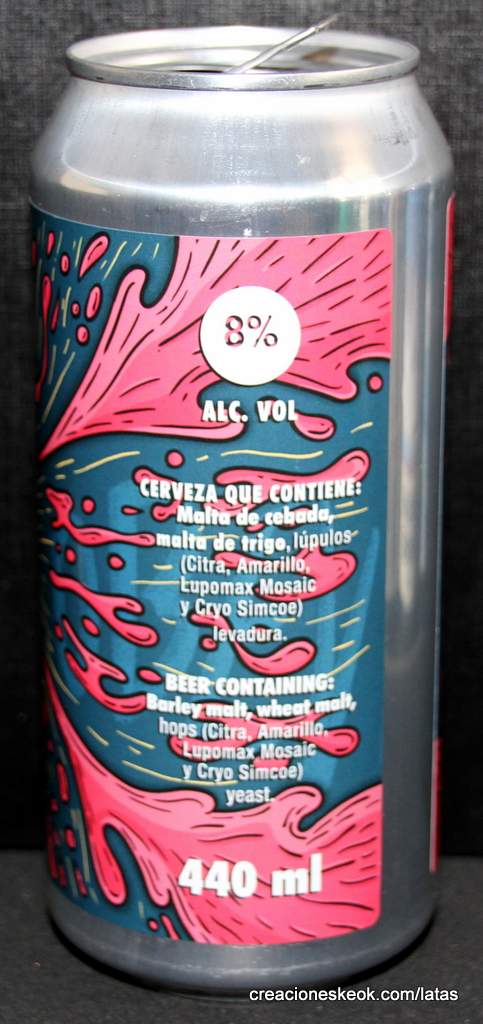 8%
ALC. VOL
CERVEZA QUE CONTIENE:
Malta de cebada,
malta de trigo, lúpulos
(Citra, Amarillo,
Lupomax Mosaic
y Cryo Simcoe)
levadura.
BEER CONTAINING:
Barley malt, wheat malt,
hops (Citra, Amarillo,
Lupomax Mosaic
y Cryo Simcoe)
yeast.
440 ml
creacioneskeok.com/latas